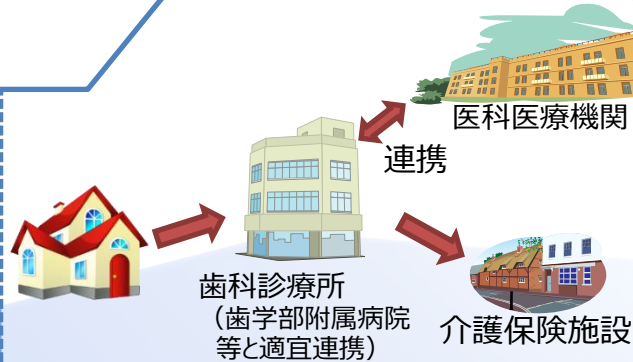 医科医療機関
連携
歯科診療所
（歯学部附属病院
等と適宜連携）
介護保険施設